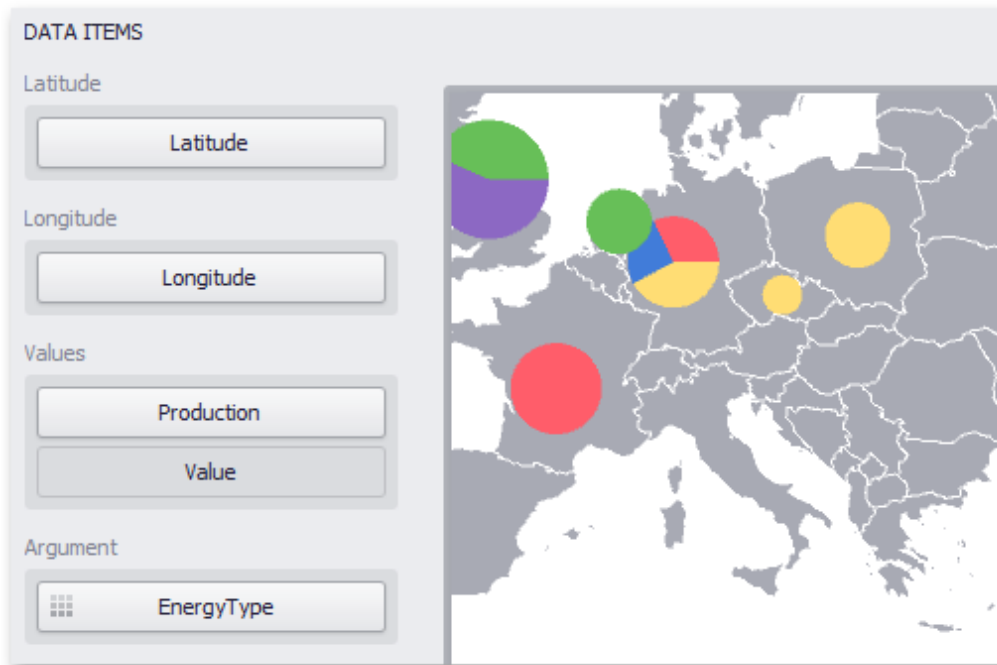 DATA ITEMS
Latitude
Latitude
Longitude
Longitude
Values
Production
Value
Argument
EnergyType